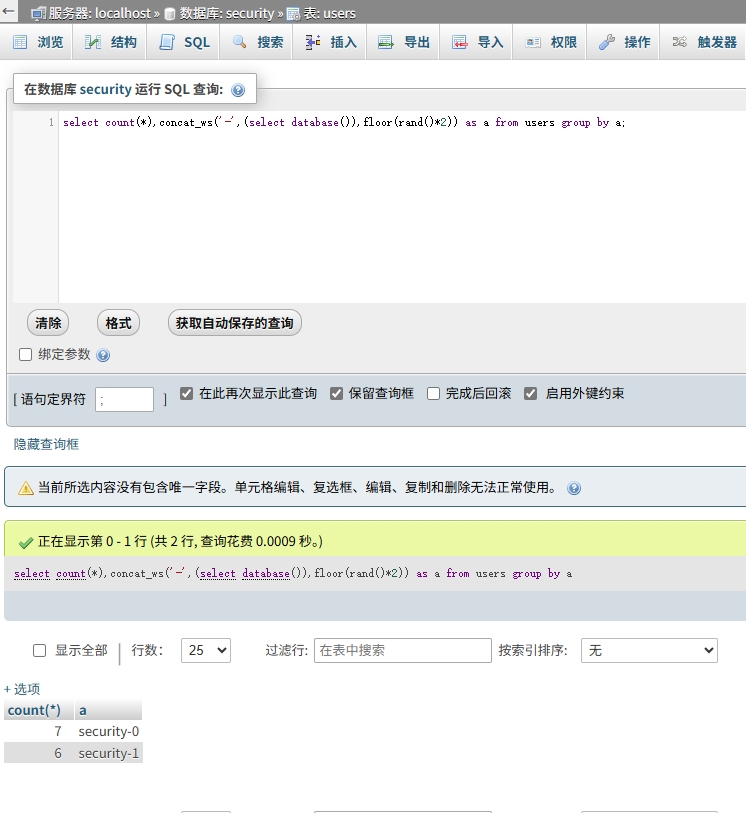 服务器: localhost » 数据库: security » 表: users
浏览 结构 SQL 搜索 插入 导出 导入 权限 操作 触发器
在数据库 security 运行 SQL 查询:
1 select count(*),concat_ws('-',(select database()),floor(rand()*2)) as a from users group by a;
清除 格式 获取自动保存的查询
绑定参数
[ 语句定界符 ; ] 在此再次显示此查询 保留查询框 完成后回滚 启用外键约束
隐藏查询框
当前所选内容没有包含唯一字段。单元格编辑、复选框、编辑、复制和删除无法正常使用。
正在显示第 0 - 1 行 (共 2 行, 查询花费 0.0009 秒。)
select count(*),concat_ws('-',(select database()),floor(rand()*2)) as a from users group by a
显示全部 行数: 25 过滤行: 在表中搜索 按索引排序: 无
+ 选项
count(*) a
7 security-0
6 security-1